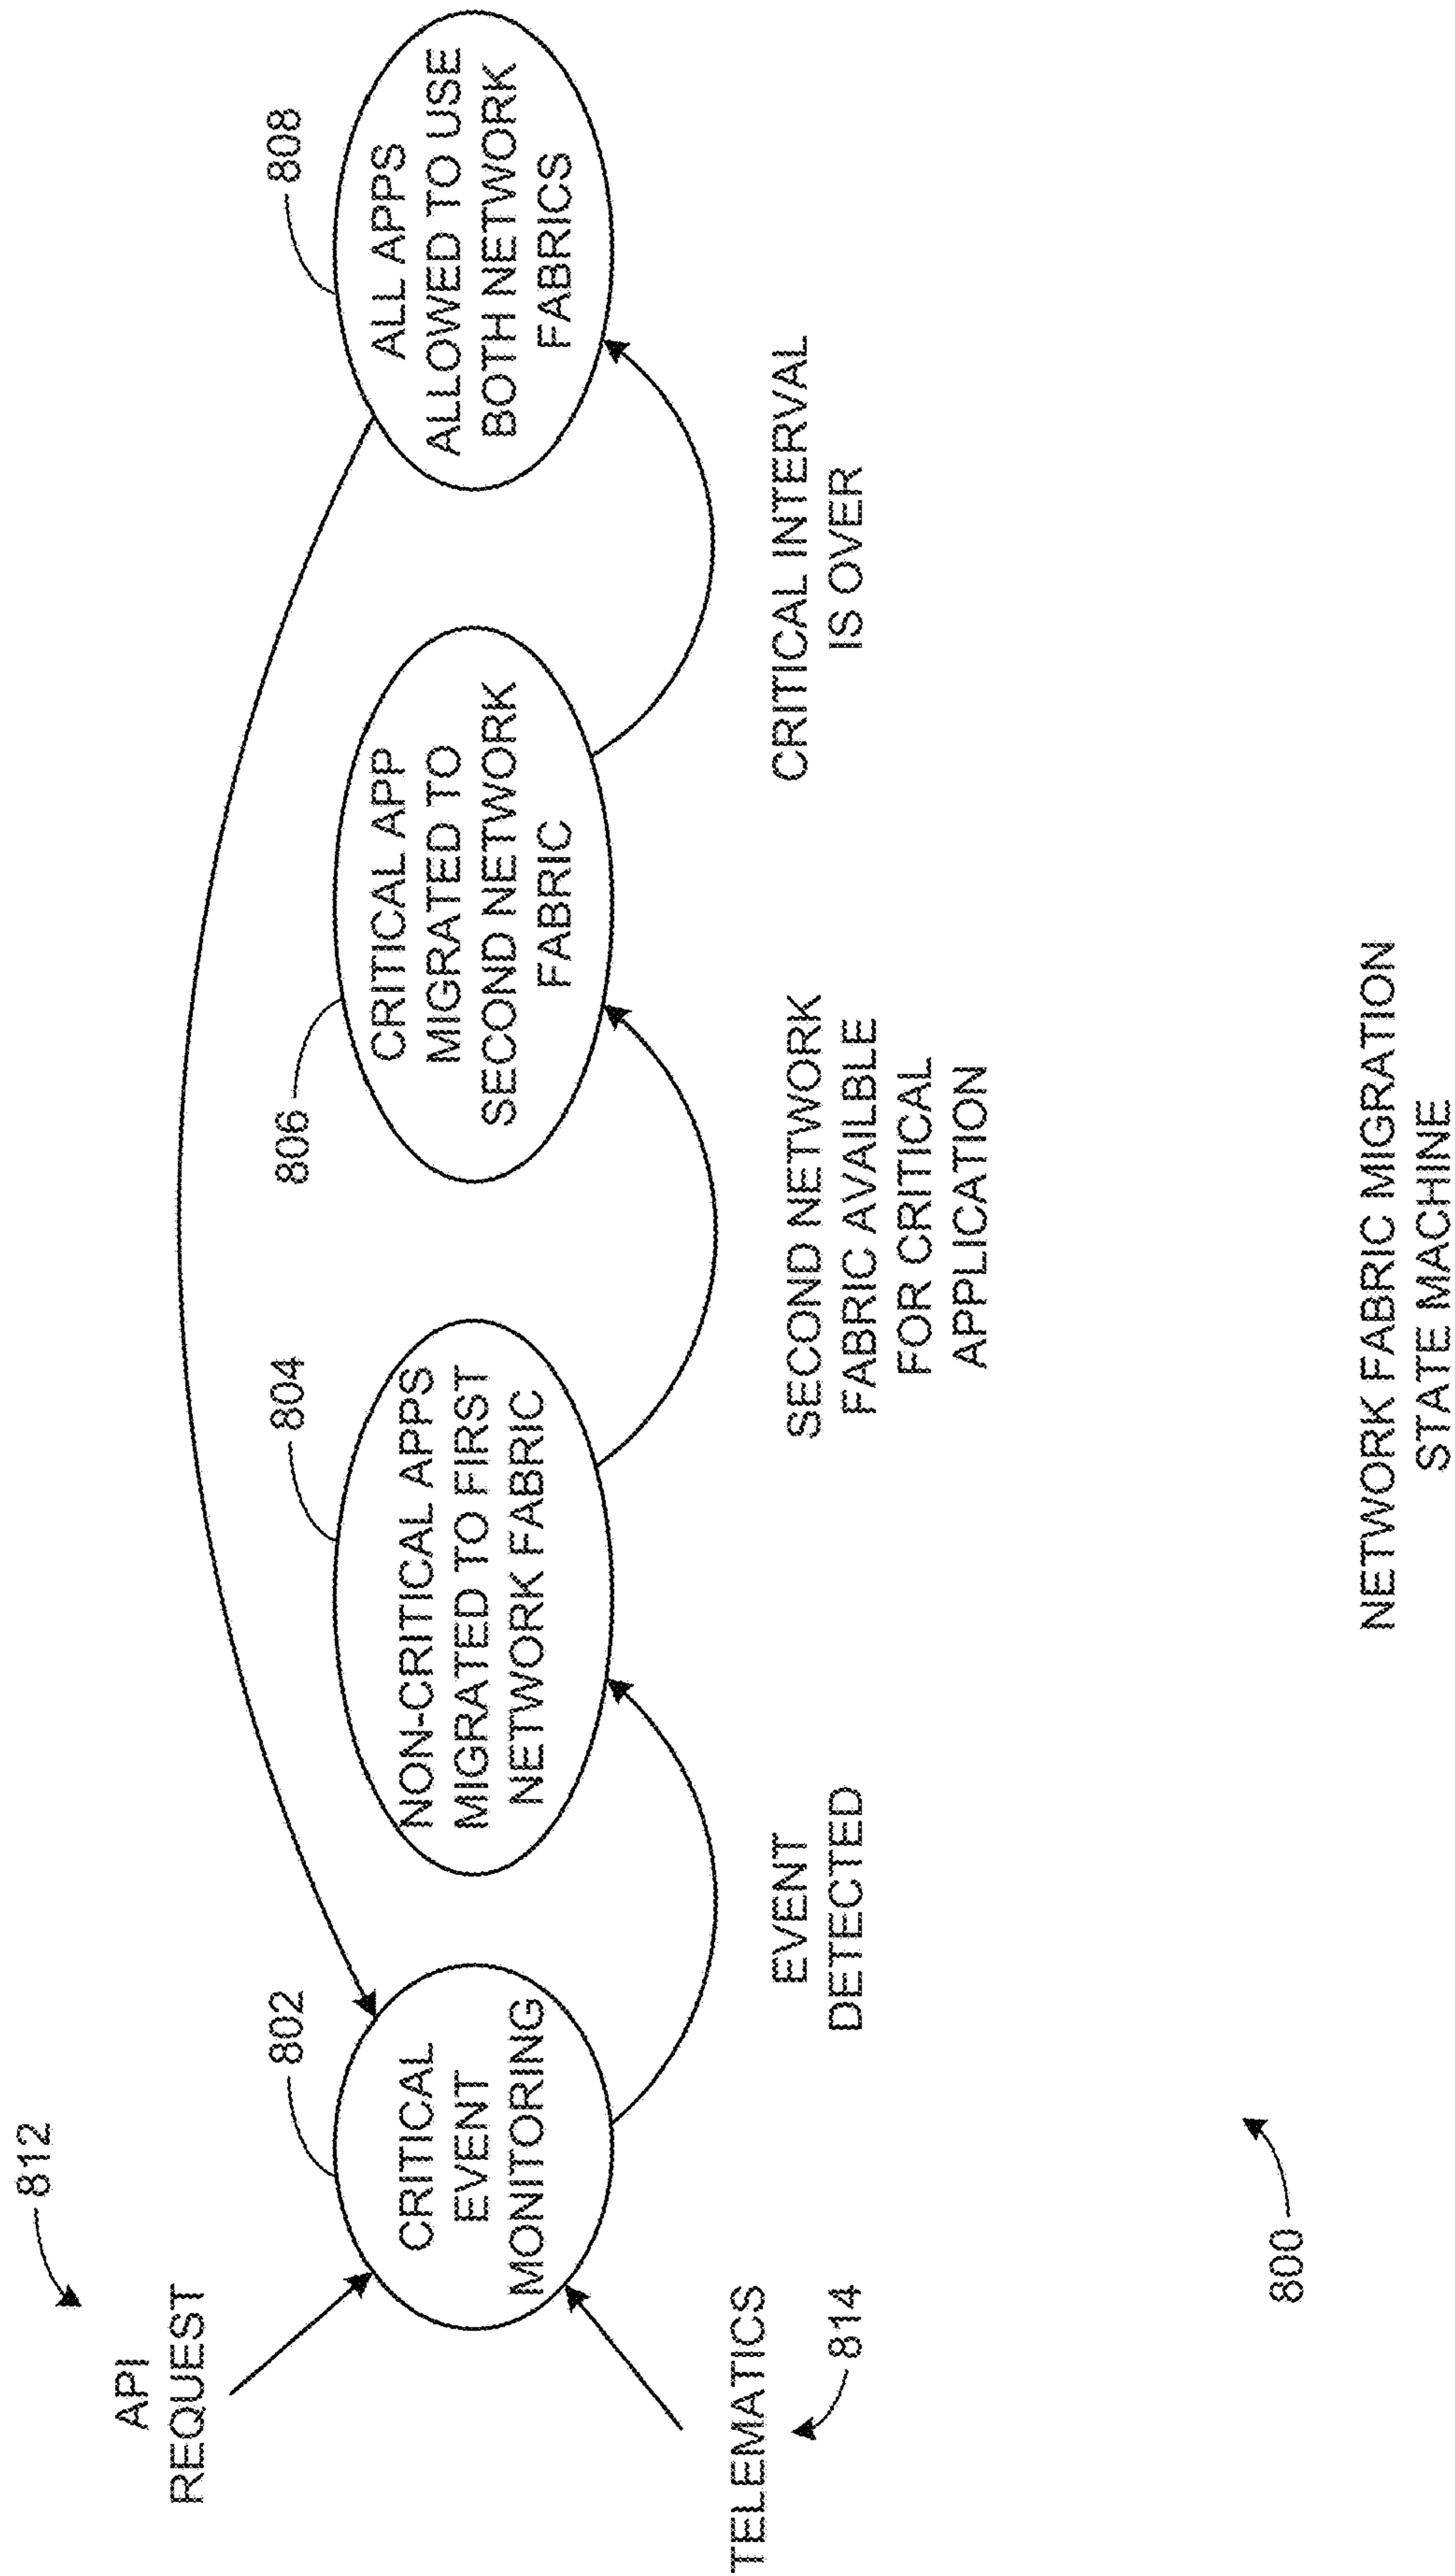 812
API
REQUEST
802
CRITICAL
EVENT
MONITORING
TELEMATICS
814
EVENT
DETECTED
804
NON-CRITICAL APPS
MIGRATED TO FIRST
NETWORK FABRIC
SECOND NETWORK
FABRIC AVAILBLE
FOR CRITICAL
APPLICATION
806
CRITICAL APP
MIGRATED TO
SECOND NETWORK
FABRIC
CRITICAL INTERVAL
IS OVER
808
ALL APPS
ALLOWED TO USE
BOTH NETWORK
FABRICS
800
NETWORK FABRIC MIGRATION
STATE MACHINE